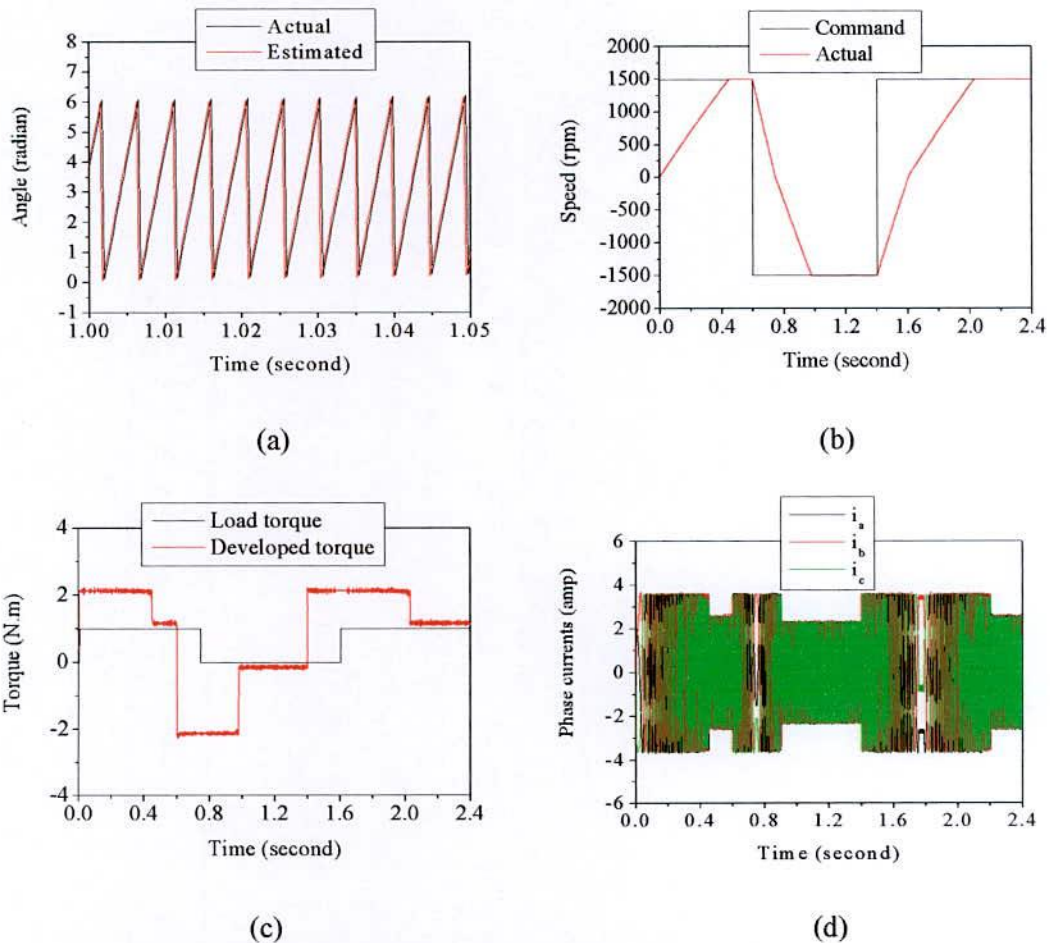 Actual
Estimated
8
7
6
5
4
3
2
1
0
-1
Angle (radian)
1.00 1.01 1.02 1.03 1.04 1.05
Time (second)
(a)
Command
Actual
2000
1500
1000
500
0
-500
-1000
-1500
-2000
Speed (rpm)
0.0 0.4 0.8 1.2 1.6 2.0 2.4
Time (second)
(b)
Load torque
Developed torque
4
2
0
-2
-4
Torque (N.m)
0.0 0.4 0.8 1.2 1.6 2.0 2.4
Time (second)
(c)
i_a
i_b
i_c
6
4
2
0
-2
-4
-6
Phase currents (amp)
0.0 0.4 0.8 1.2 1.6 2.0 2.4
Time (second)
(d)